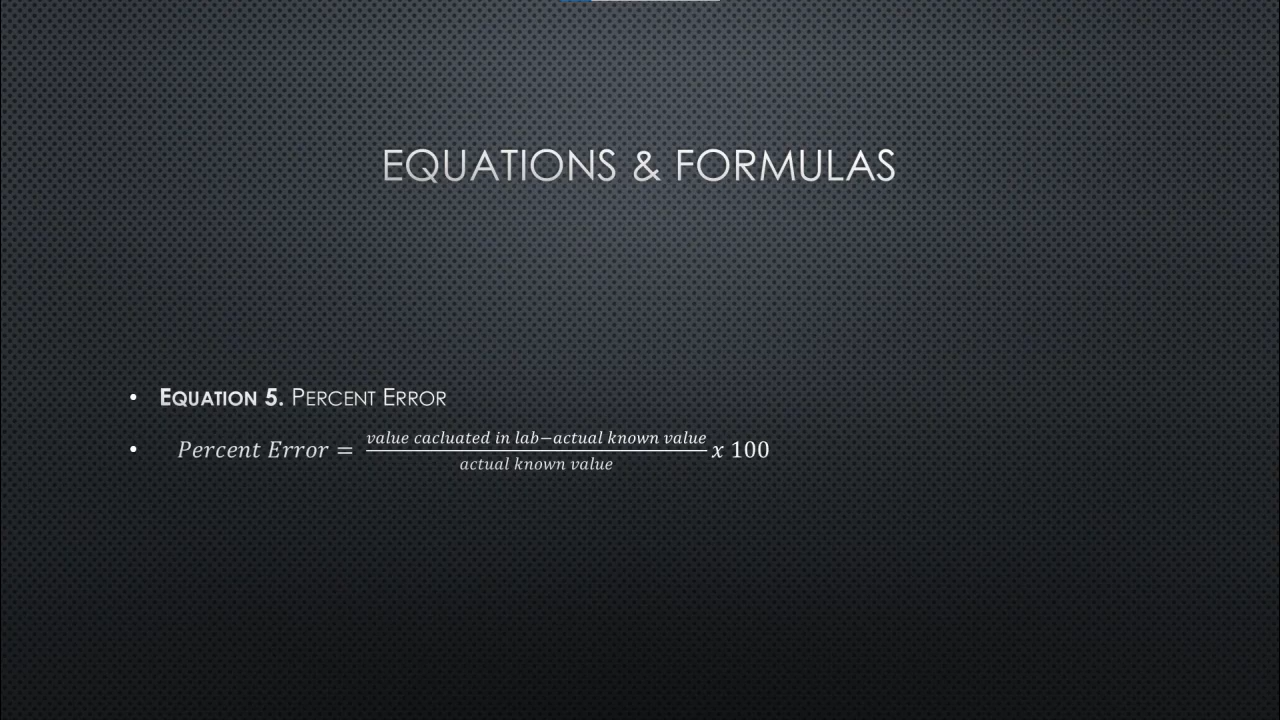 EQUATIONS & FORMULAS
• EQUATION 5. PERCENT ERROR
• Percent Error = \frac{value cacluated in lab−actual known value}{actual known value} x 100